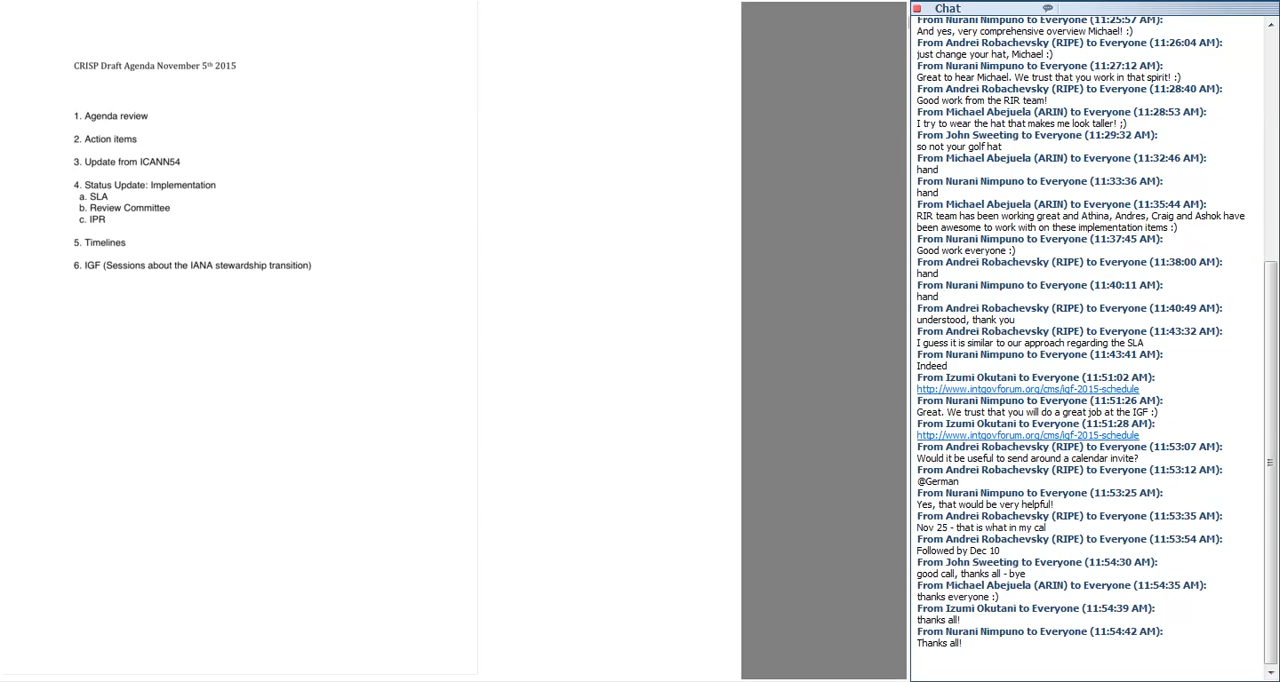 CRISP Draft Agenda November 5th 2015
1. Agenda review
2. Action items
3. Update from ICANN54
4. Status Update: Implementation
a. SLA
b. Review Committee
c. IPR
5. Timelines
6. IGF (Sessions about the IANA stewardship transition)
Chat
From Nurani Nimpuno to Everyone (11:25:57 AM):
And yes, very comprehensive overview Michael! :)
From Andrei Robachevsky (RIPE) to Everyone (11:26:04 AM):
just change your hat, Michael :)
From Nurani Nimpuno to Everyone (11:27:12 AM):
Great to hear Michael. We trust that you work in that spirit! :)
From Andrei Robachevsky (RIPE) to Everyone (11:28:40 AM):
Good work from the RIR team!
From Michael Abejuela (ARIN) to Everyone (11:28:53 AM):
I try to wear the hat that makes me look taller! ;)
From John Sweeting to Everyone (11:29:32 AM):
so not your golf hat
From Michael Abejuela (ARIN) to Everyone (11:32:46 AM):
hand
From Nurani Nimpuno to Everyone (11:33:36 AM):
hand
From Michael Abejuela (ARIN) to Everyone (11:35:44 AM):
RIR team has been working great and Athina, Andres, Craig and Ashok have
been awesome to work with on these implementation items :)
From Nurani Nimpuno to Everyone (11:37:45 AM):
Good work everyone :)
From Andrei Robachevsky (RIPE) to Everyone (11:38:00 AM):
hand
From Nurani Nimpuno to Everyone (11:40:11 AM):
hand
From Andrei Robachevsky (RIPE) to Everyone (11:40:49 AM):
understood, thank you
From Andrei Robachevsky (RIPE) to Everyone (11:43:32 AM):
I guess it is similar to our approach regarding the SLA
From Nurani Nimpuno to Everyone (11:43:41 AM):
Indeed
From Izumi Okutani to Everyone (11:51:02 AM):
http://www.intgovforum.org/cms/igf-2015-schedule
From Nurani Nimpuno to Everyone (11:51:26 AM):
Great. We trust that you will do a great job at the IGF :)
From Izumi Okutani to Everyone (11:51:28 AM):
http://www.intgovforum.org/cms/igf-2015-schedule
From Andrei Robachevsky (RIPE) to Everyone (11:53:07 AM):
Would it be useful to send around a calendar invite?
From Andrei Robachevsky (RIPE) to Everyone (11:53:12 AM):
@German
From Nurani Nimpuno to Everyone (11:53:25 AM):
Yes, that would be very helpful!
From Andrei Robachevsky (RIPE) to Everyone (11:53:35 AM):
Nov 25 - that is what in my cal
From Andrei Robachevsky (RIPE) to Everyone (11:53:54 AM):
Followed by Dec 10
From John Sweeting to Everyone (11:54:30 AM):
good call, thanks all - bye
From Michael Abejuela (ARIN) to Everyone (11:54:35 AM):
thanks everyone :)
From Izumi Okutani to Everyone (11:54:39 AM):
thanks all!
From Nurani Nimpuno to Everyone (11:54:42 AM):
Thanks all!